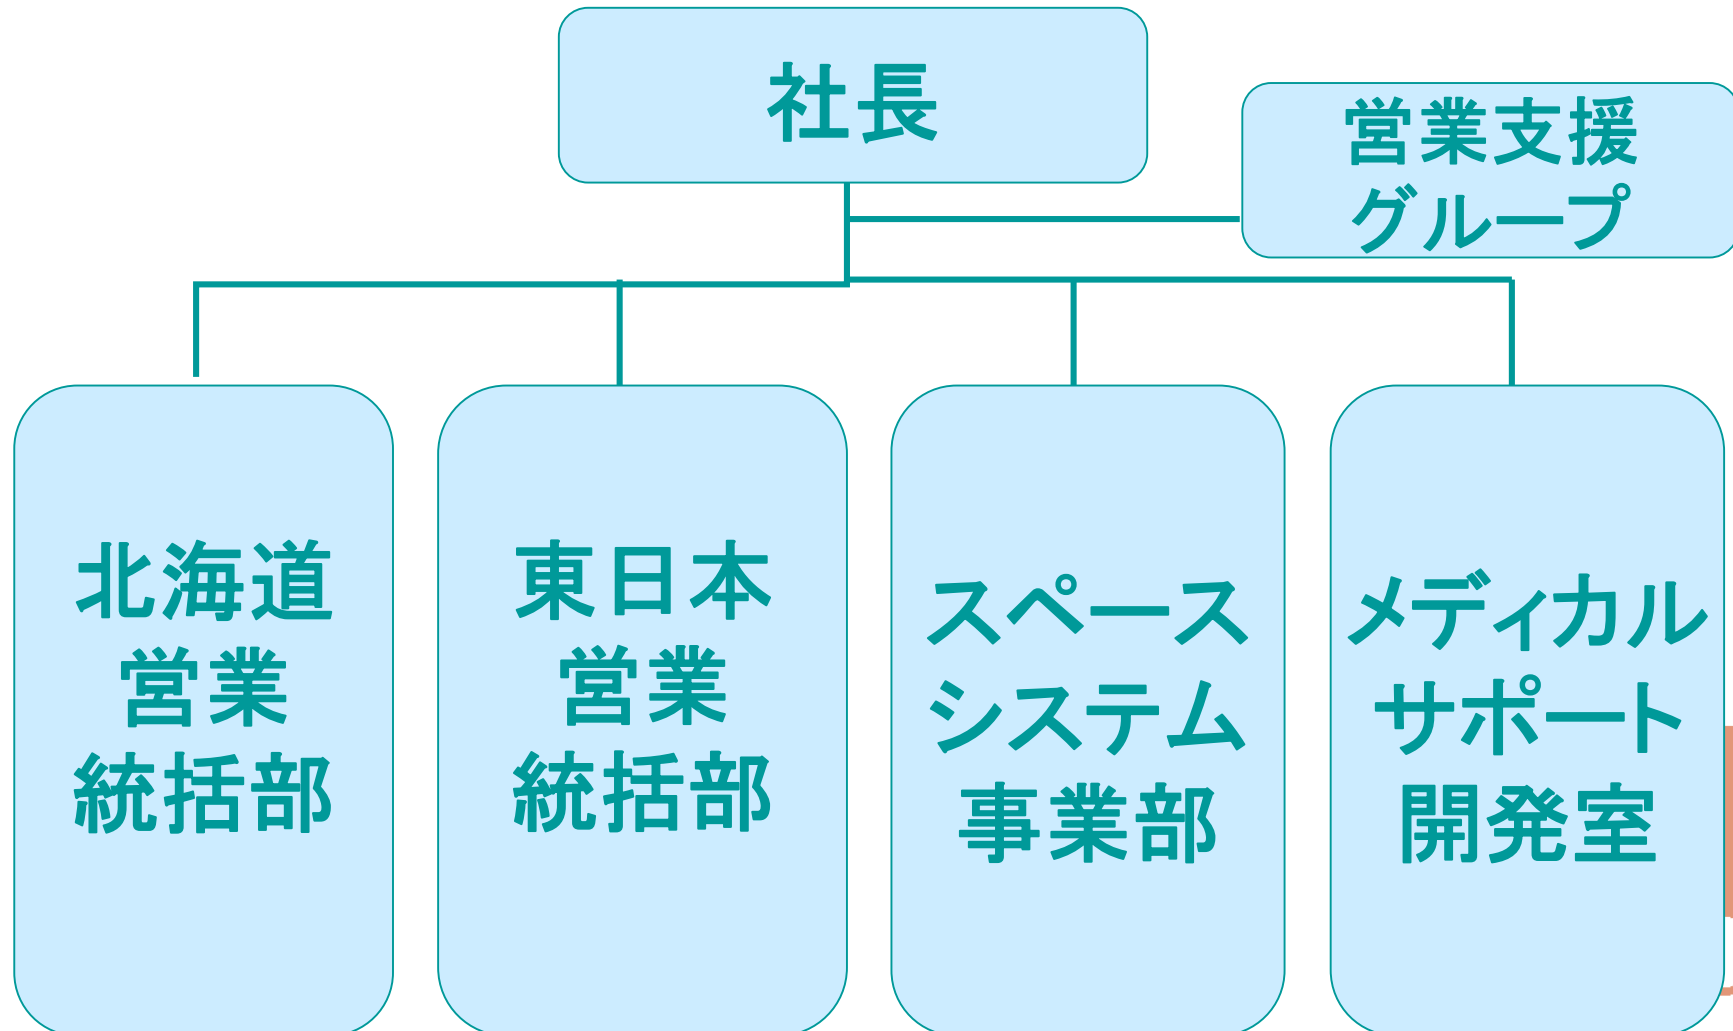 社長
営業支援
グループ
北海道
営業
統括部
東日本
営業
統括部
スペース
システム
事業部
メディカル
サポート
開発室